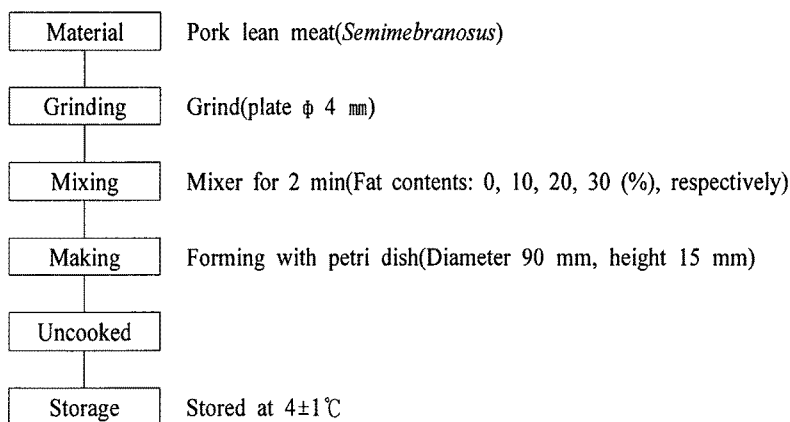 Material Pork lean meat(Semimebranosus)
Grinding Grind(plate φ 4 ㎜)
Mixing Mixer for 2 min(Fat contents: 0, 10, 20, 30 (%), respectively)
Making Forming with petri dish(Diameter 90 mm, height 15 mm)
Uncooked
Storage Stored at 4±1℃